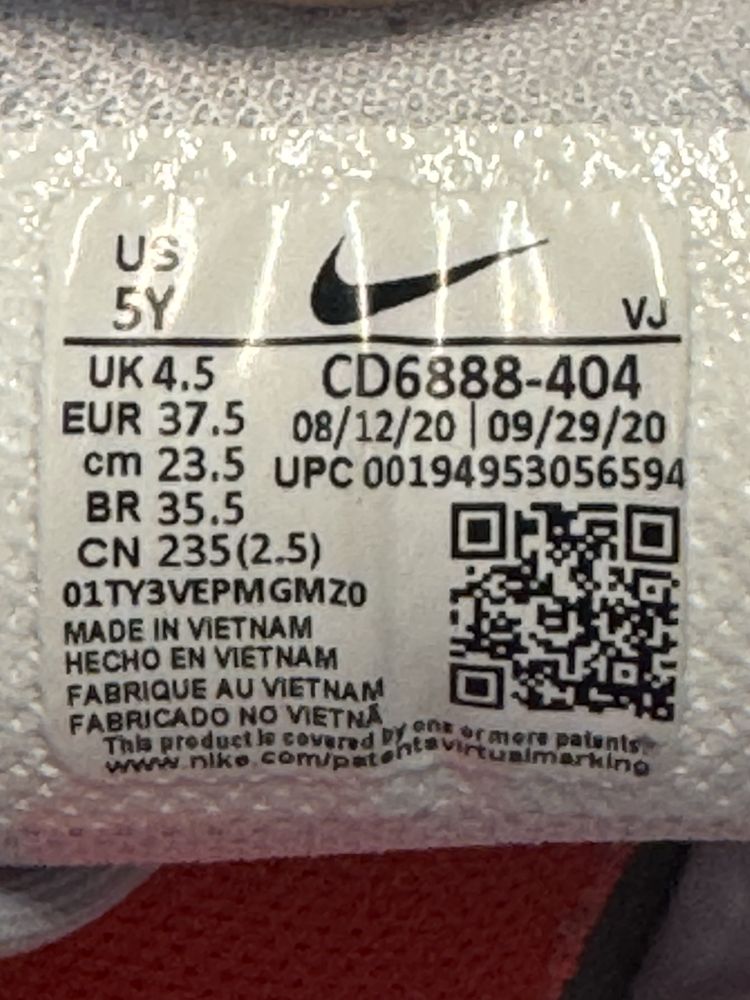 US
5Y
VJ
UK 4.5
EUR 37.5
cm 23.5
BR 35.5
CN 235(2.5)
CD6888-404
08/12/20 | 09/29/20
UPC 00194953056594
01TY3VEPMGMZ0
MADE IN VIETNAM
HECHO EN VIETNAM
FABRIQUE AU VIETNAM
FABRICADO NO VIETNÃ
This product is covered by one or more patents.
www.nike.com/patentsvirtualmarking